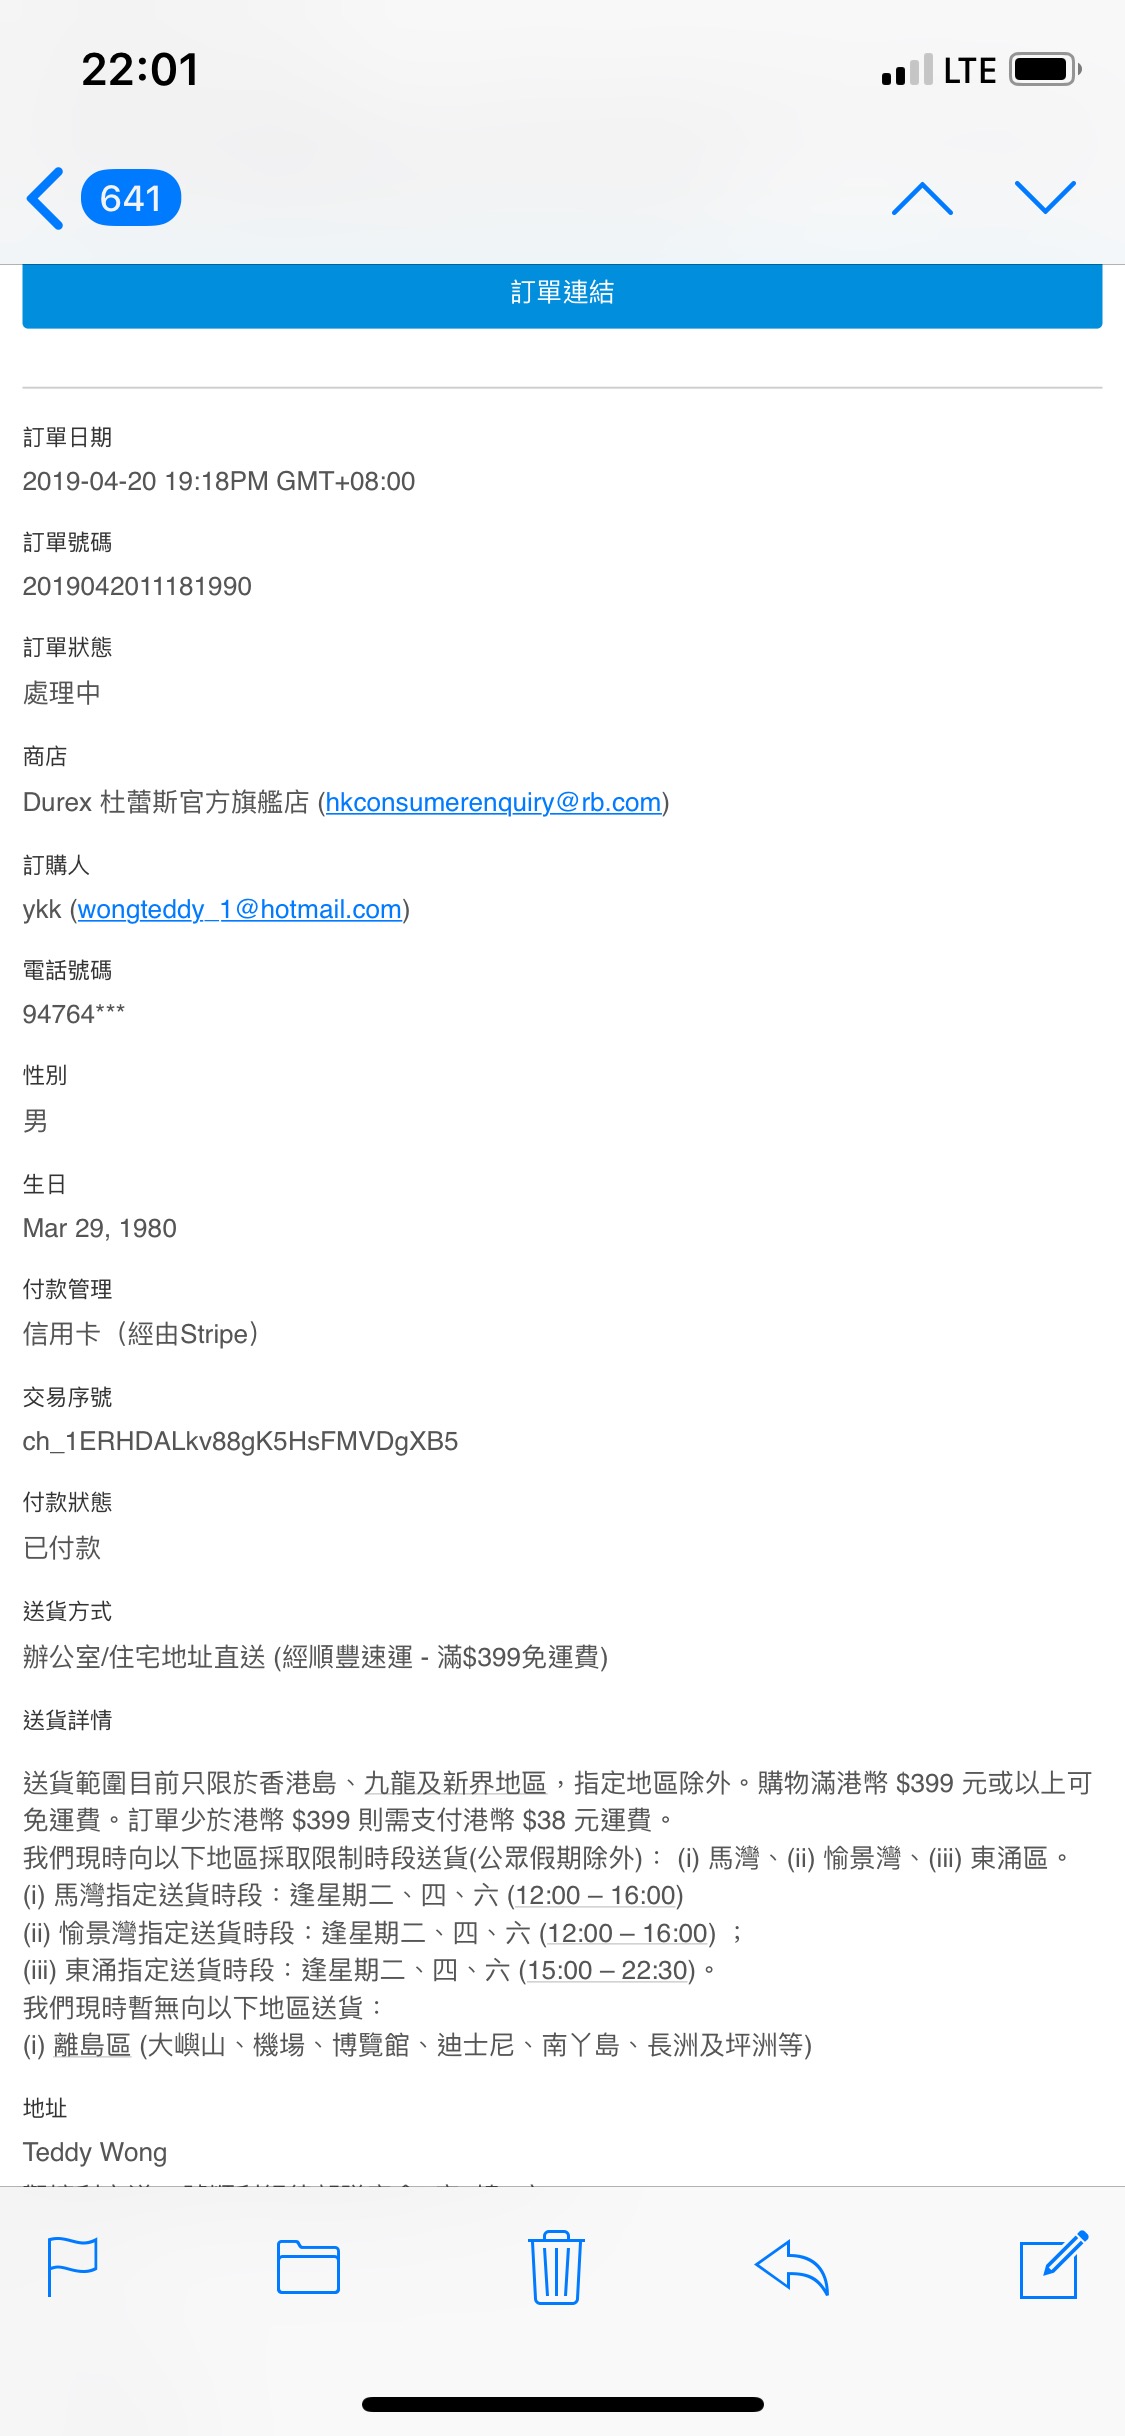 22:01
LTE
641
訂單連結
訂單日期
2019-04-20 19:18PM GMT+08:00
訂單號碼
2019042011181990
訂單狀態
處理中
商店
Durex 杜蕾斯官方旗艦店 (hkconsumerenquiry@rb.com)
訂購人
ykk (wongteddy_1@hotmail.com)
電話號碼
94764***
性別
男
生日
Mar 29, 1980
付款管理
信用卡（經由Stripe）
交易序號
ch_1ERHDALkv88gK5HsFMVDgXB5
付款狀態
已付款
送貨方式
辦公室/住宅地址直送 (經順豐速運 - 滿$399免運費)
送貨詳情
送貨範圍目前只限於香港島、九龍及新界地區，指定地區除外。購物滿港幣 $399 元或以上可
免運費。訂單少於港幣 $399 則需支付港幣 $38 元運費。
我們現時向以下地區採取限制時段送貨(公眾假期除外)： (i) 馬灣、(ii) 愉景灣、(iii) 東涌區。
(i) 馬灣指定送貨時段：逢星期二、四、六 (12:00 – 16:00)
(ii) 愉景灣指定送貨時段：逢星期二、四、六 (12:00 – 16:00) ；
(iii) 東涌指定送貨時段：逢星期二、四、六 (15:00 – 22:30)。
我們現時暫無向以下地區送貨：
(i) 離島區 (大嶼山、機場、博覽館、迪士尼、南丫島、長洲及坪洲等)
地址
Teddy Wong